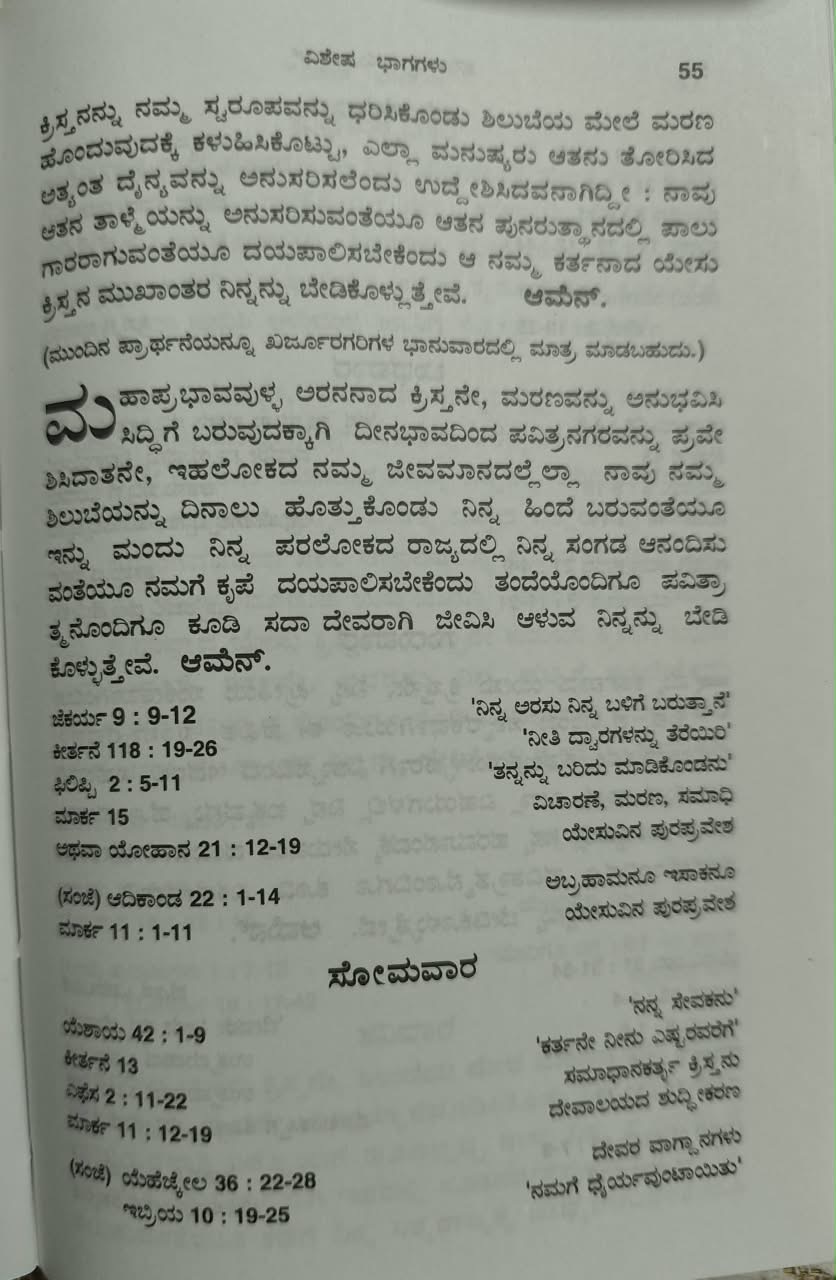 ವಿಶೇಷ ಭಾಗಗಳು 55
ಕ್ರಿಸ್ತನನ್ನು ನಮ್ಮ ಸ್ವರೂಪವನ್ನು ಧರಿಸಿಕೊಂಡು ಶಿಲುಬೆಯ ಮೇಲೆ ಮರಣ
ಹೊಂದುವುದಕ್ಕೆ ಕಳುಹಿಸಿಕೊಟ್ಟು, ಎಲ್ಲಾ ಮನುಷ್ಯರು ಆತನು ತೋರಿಸಿದ
ಅತ್ಯಂತ ದೈನ್ಯವನ್ನು ಅನುಸರಿಸಲೆಂದು ಉದ್ದೇಶಿಸಿದವನಾಗಿದ್ದೀ : ನಾವು
ಆತನ ತಾಳ್ಮೆಯನ್ನು ಅನುಸರಿಸುವಂತೆಯೂ ಆತನ ಪುನರುತ್ಥಾನದಲ್ಲಿ ಪಾಲು
ಗಾರರಾಗುವಂತೆಯೂ ದಯಪಾಲಿಸಬೇಕೆಂದು ಆ ನಮ್ಮ ಕರ್ತನಾದ ಯೇಸು
ಕ್ರಿಸ್ತನ ಮುಖಾಂತರ ನಿನ್ನನ್ನು ಬೇಡಿಕೊಳ್ಲುತ್ತೇವೆ. ಆಮೆನ್.
(ಮುಂದಿನ ಪ್ರಾರ್ಥನೆಯನ್ನೂ ಖರ್ಜೂರಗರಿಗಳ ಭಾನುವಾರದಲ್ಲಿ ಮಾತ್ರ ಮಾಡಬಹುದು.)
ಮಹಾಪ್ರಭಾವವುಳ್ಳ ಅರಸನಾದ ಕ್ರಿಸ್ತನೇ, ಮರಣವನ್ನು ಅನುಭವಿಸಿ
ಸಿದ್ಧಿಗೆ ಬರುವುದಕ್ಕಾಗಿ ದೀನಭಾವದಿಂದ ಪವಿತ್ರನಗರವನ್ನು ಪ್ರವೇ
ಶಿಸಿದಾತನೇ, ಇಹಲೋಕದ ನಮ್ಮ ಜೀವಮಾನದಲ್ಲೆಲ್ಲಾ ನಾವು ನಮ್ಮ
ಶಿಲುಬೆಯನ್ನು ದಿನಾಲು ಹೊತ್ತುಕೊಂಡು ನಿನ್ನ ಹಿಂದೆ ಬರುವಂತೆಯೂ
ಇನ್ನು ಮುಂದು ನಿನ್ನ ಪರಲೋಕದ ರಾಜ್ಯದಲ್ಲಿ ನಿನ್ನ ಸಂಗಡ ಆನಂದಿಸು
ವಂತೆಯೂ ನಮಗೆ ಕೃಪೆ ದಯಪಾಲಿಸಬೇಕೆಂದು ತಂದೆಯೊಂದಿಗೂ ಪವಿತ್ರಾ
ತ್ಮನೊಂದಿಗೂ ಕೂಡಿ ಸದಾ ದೇವರಾಗಿ ಜೀವಿಸಿ ಆಳುವ ನಿನ್ನನ್ನು ಬೇಡಿ
ಕೊಳ್ಳುತ್ತೇವೆ. ಆಮೆನ್.
ಜೆಕರ್ಯ 9 : 9-12 'ನಿನ್ನ ಅರಸು ನಿನ್ನ ಬಳಿಗೆ ಬರುತ್ತಾನೆ'
ಕೀರ್ತನೆ 118 : 19-26 'ನೀತಿ ದ್ವಾರಗಳನ್ನು ತೆರೆಯಿರಿ'
ಫಿಲಿಪ್ಪಿ 2 : 5-11 'ತನ್ನನ್ನು ಬರಿದು ಮಾಡಿಕೊಂಡನು'
ಮಾರ್ಕ 15 ವಿಚಾರಣೆ, ಮರಣ, ಸಮಾಧಿ
ಅಥವಾ ಯೋಹಾನ 21 : 12-19 ಯೇಸುವಿನ ಪುರಪ್ರವೇಶ
(ಸಂಜೆ) ಆದಿಕಾಂಡ 22 : 1-14 ಅಬ್ರಹಾಮನೂ ಇಸಾಕನೂ
ಮಾರ್ಕ 11 : 1-11 ಯೇಸುವಿನ ಪುರಪ್ರವೇಶ
ಸೋಮವಾರ
ಯೆಶಾಯ 42 : 1-9 'ನನ್ನ ಸೇವಕನು'
ಕೀರ್ತನೆ 13 'ಕರ್ತನೇ ನೀನು ಎಷ್ಟರವರೆಗೆ'
ಎಫೆಸ 2 : 11-22 ಸಮಾಧಾನಕರ್ತೃ ಕ್ರಿಸ್ತನು
ಮಾರ್ಕ 11 : 12-19 ದೇವಾಲಯದ ಶುದ್ಧೀಕರಣ
(ಸಂಜೆ) ಯೆಹೆಜ್ಕೇಲ 36 : 22-28 ದೇವರ ವಾಗ್ದಾನಗಳು
ಇಬ್ರಿಯ 10 : 19-25 'ನಮಗೆ ಧೈರ್ಯವುಂಟಾಯಿತು'